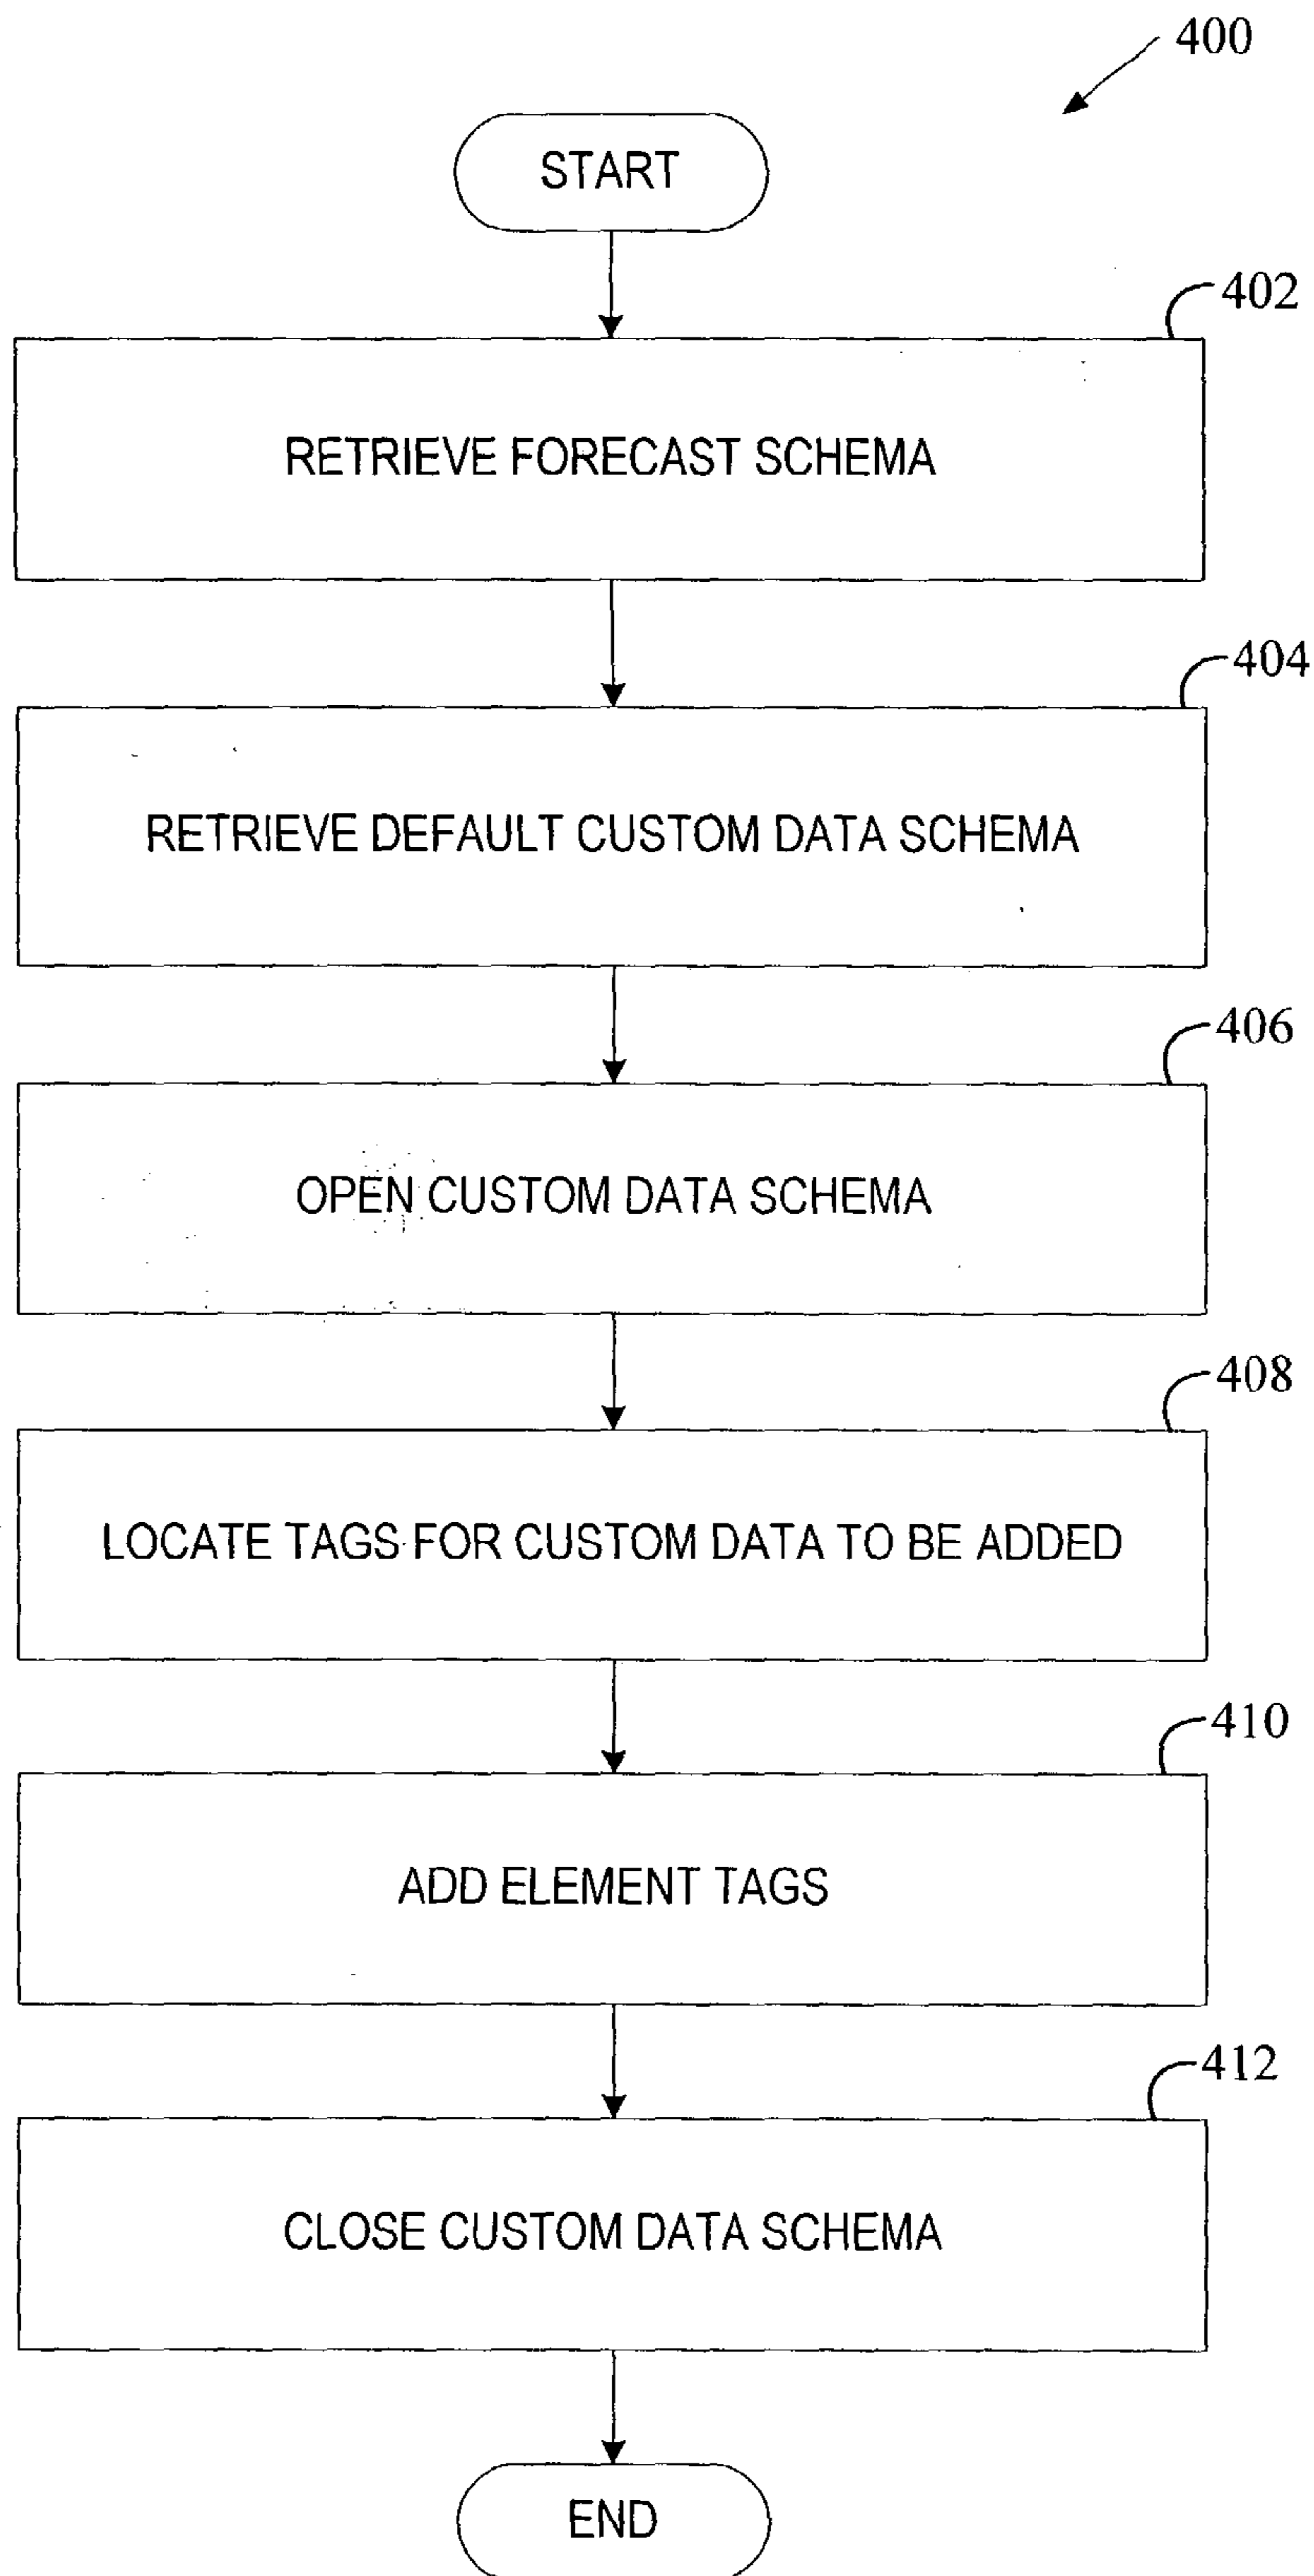 400
START
402
RETRIEVE FORECAST SCHEMA
404
RETRIEVE DEFAULT CUSTOM DATA SCHEMA
406
OPEN CUSTOM DATA SCHEMA
408
LOCATE TAGS FOR CUSTOM DATA TO BE ADDED
410
ADD ELEMENT TAGS
412
CLOSE CUSTOM DATA SCHEMA
END